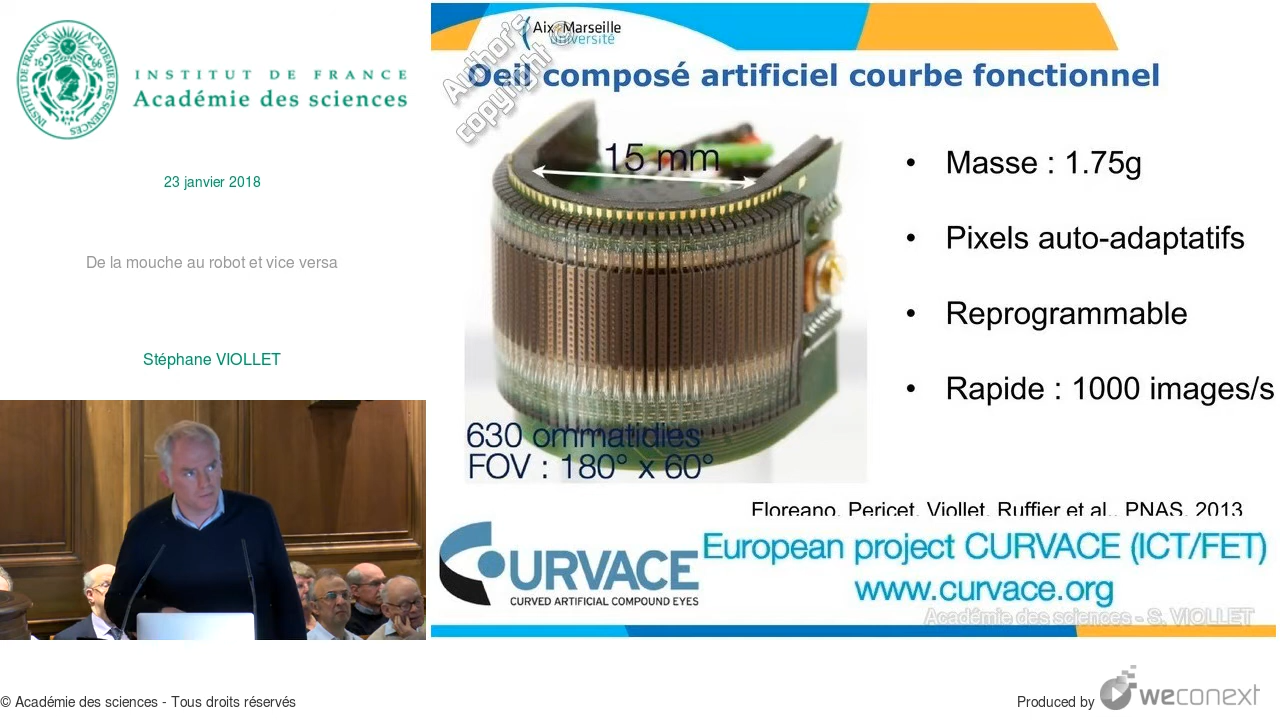 INSTITUT DE FRANCE
Académie des sciences
23 janvier 2018
De la mouche au robot et vice versa
Stéphane VIOLLET
Aix Marseille
université
Author's
copyright ©
Oeil composé artificiel courbe fonctionnel
15 mm
• Masse : 1.75g
• Pixels auto-adaptatifs
• Reprogrammable
• Rapide : 1000 images/s
630 ommatidies
FOV : 180° x 60°
Floreano, Pericet, Viollet, Ruffier et al., PNAS, 2013
CURVACE
CURVED ARTIFICIAL COMPOUND EYES
European project CURVACE (ICT/FET)
www.curvace.org
Académie des sciences - S. VIOLLET
© Académie des sciences - Tous droits réservés
Produced by weconext